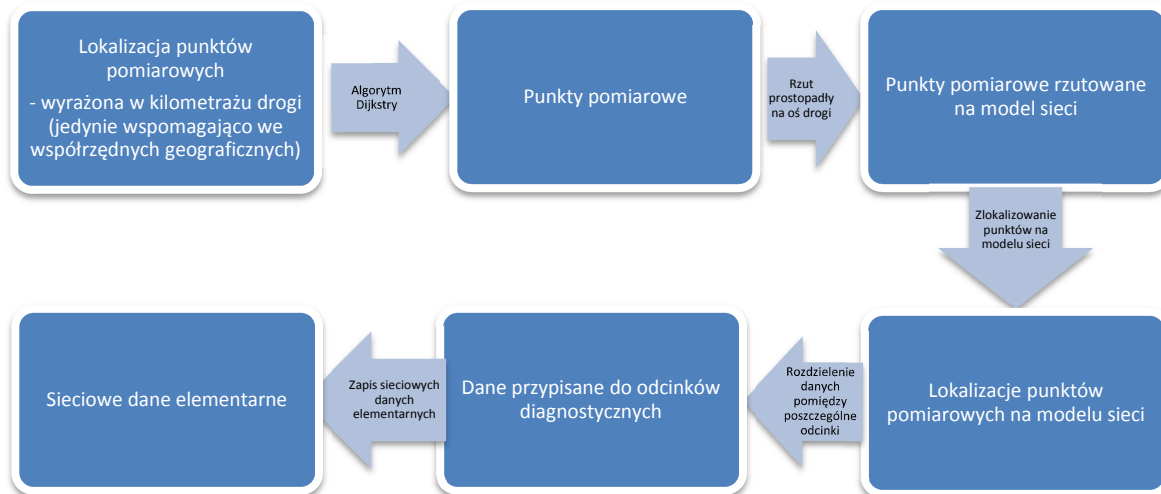 Lokalizacja punktów
pomiarowych
- wyrażona w kilometrażu drogi
(jedynie wspomagająco we
współrzędnych geograficznych)
Algorytm
Dijkstry
Punkty pomiarowe
Rzut
prostopadły
na oś drogi
Punkty pomiarowe rzutowane
na model sieci
Zlokalizowanie
punktów na
modelu sieci
Lokalizacje punktów
pomiarowych na modelu sieci
Rozdzielenie
danych
pomiędzy
poszczególne
odcinki
Dane przypisane do odcinków
diagnostycznych
Zapis sieciowych
danych
elementarnych
Sieciowe dane elementarne